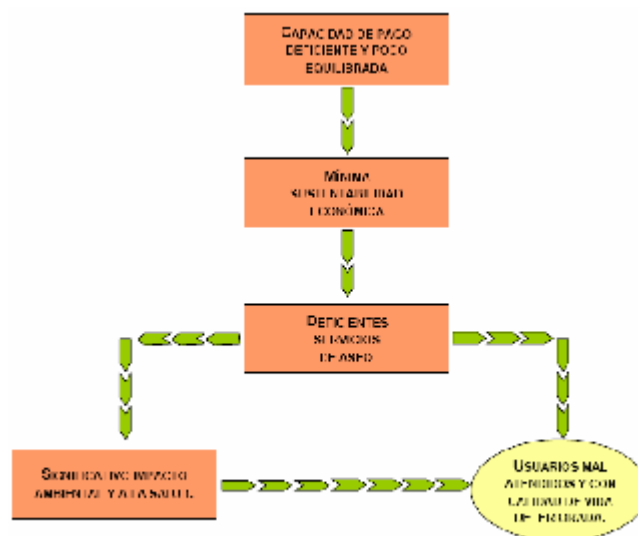 CAPACIDAD DE PAGO
DEFICIENTE Y POCO
EQUILIBRADA
MÍNIMA
SUSTENTABILIDAD
ECONÓMICA
DEFICIENTES
SERVICIOS
DE ASEO
SIGNIFICATIVO IMPACTO
AMBIENTAL Y A LA SALUD.
USUARIOS MAL
ATENDIDOS Y CON
CALIDAD DE VIDA
DETERIORADA.